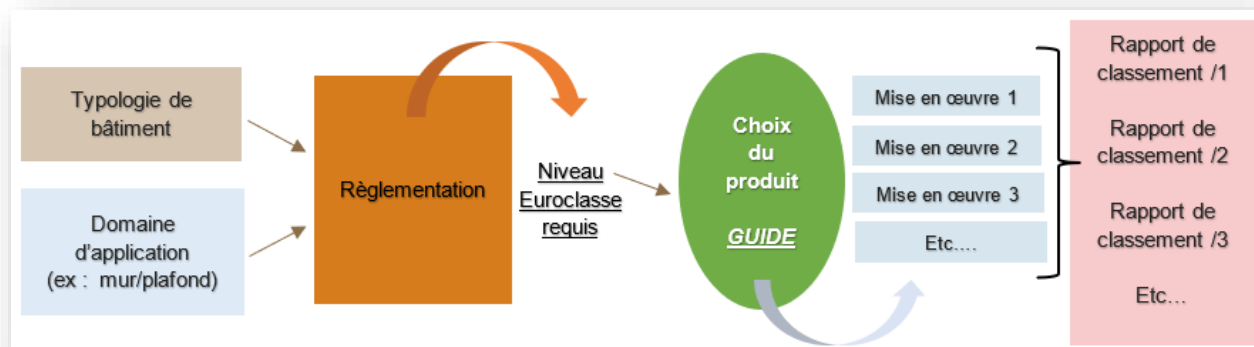 Typologie de
bâtiment
Domaine
d'application
(ex : mur/plafond)
Règlementation
Niveau
Euroclasse
requis
Choix
du
produit
GUIDE
Mise en œuvre 1
Mise en œuvre 2
Mise en œuvre 3
Etc....
Rapport de
classement /1
Rapport de
classement /2
Rapport de
classement /3
Etc...